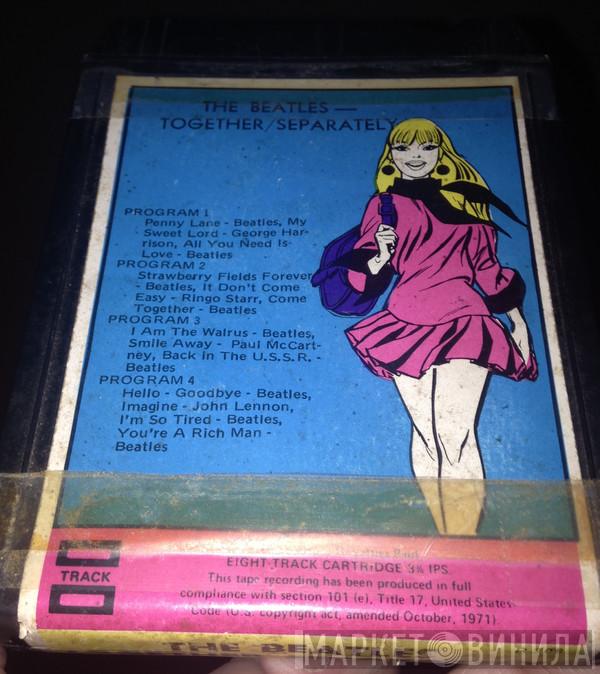 THE BEATLES —
TOGETHER/SEPARATELY
PROGRAM 1
Penny Lane - Beatles, My
Sweet Lord - George Har-
rison, All You Need Is
Love - Beatles
PROGRAM 2
Strawberry Fields Forever
- Beatles, It Don't Come
Easy - Ringo Starr, Come
Together - Beatles
PROGRAM 3
I Am The Walrus - Beatles,
Smile Away - Paul McCart-
ney, Back in The U.S.S.R. -
Beatles
PROGRAM 4
Hello - Goodbye - Beatles,
Imagine - John Lennon,
I'm So Tired - Beatles,
You're A Rich Man -
Beatles
TRACK
EIGHT-TRACK CARTRIDGE 3¾ IPS
This tape recording has been produced in full
compliance with section 101 (e), Title 17, United States
Code (U.S. copyright act, amended October, 1971)
THE BEATLES
МАРКЕТ ВИНИЛА